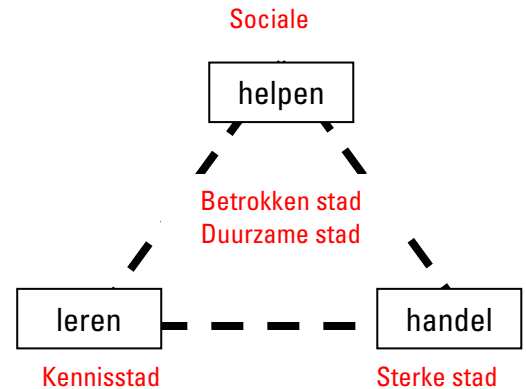 Sociale
helpen
Betrokken stad
Duurzame stad
leren
handel
Kennisstad
Sterke stad